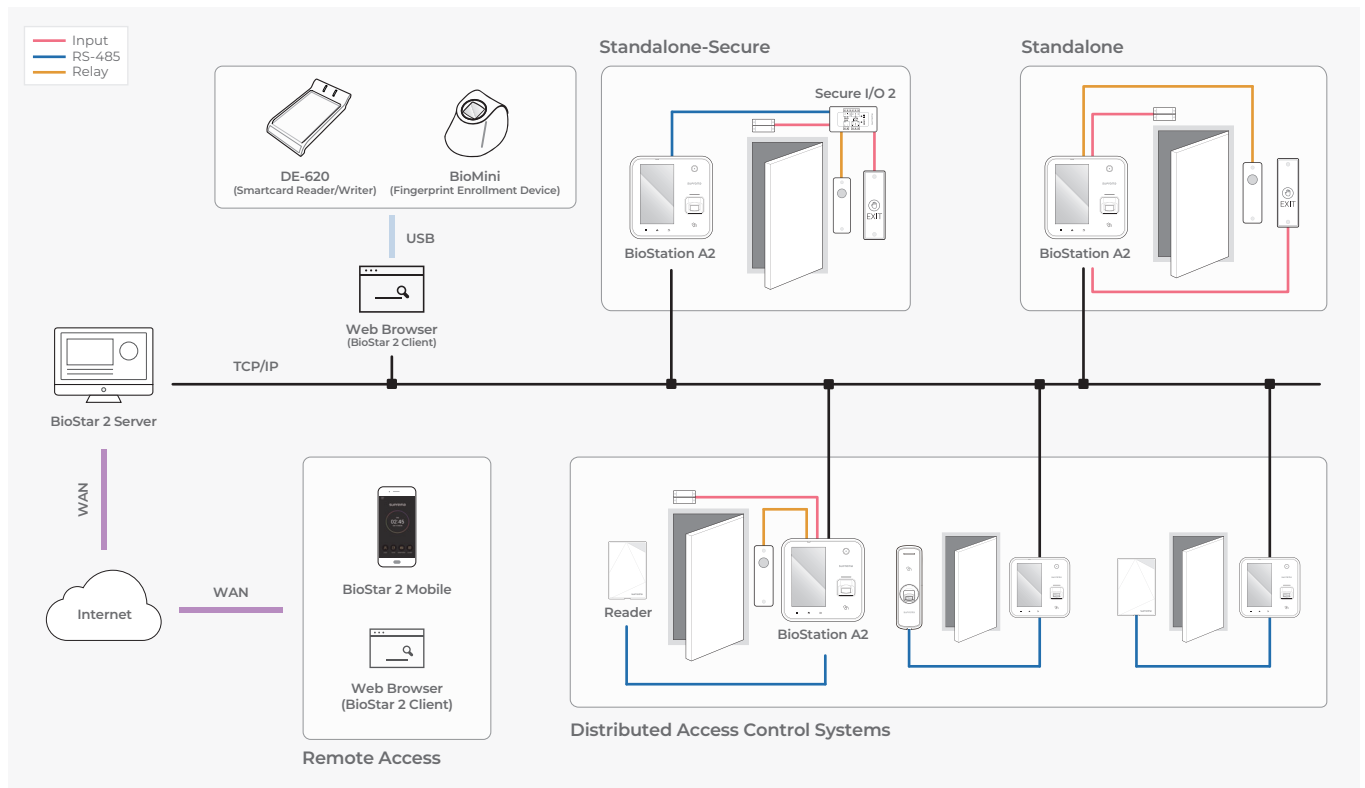 Input
RS-485
Relay
Standalone-Secure
Standalone
Secure I/O 2
DE-620
(Smartcard Reader/Writer)
BioMini
(Fingerprint Enrollment Device)
EXIT
EXIT
BioStation A2
BioStation A2
USB
Web Browser
(BioStar 2 Client)
TCP/IP
BioStar 2 Server
WAN
WAN
Internet
02:45
BioStar 2 Mobile
Web Browser
(BioStar 2 Client)
Remote Access
Reader
BioStation A2
Distributed Access Control Systems